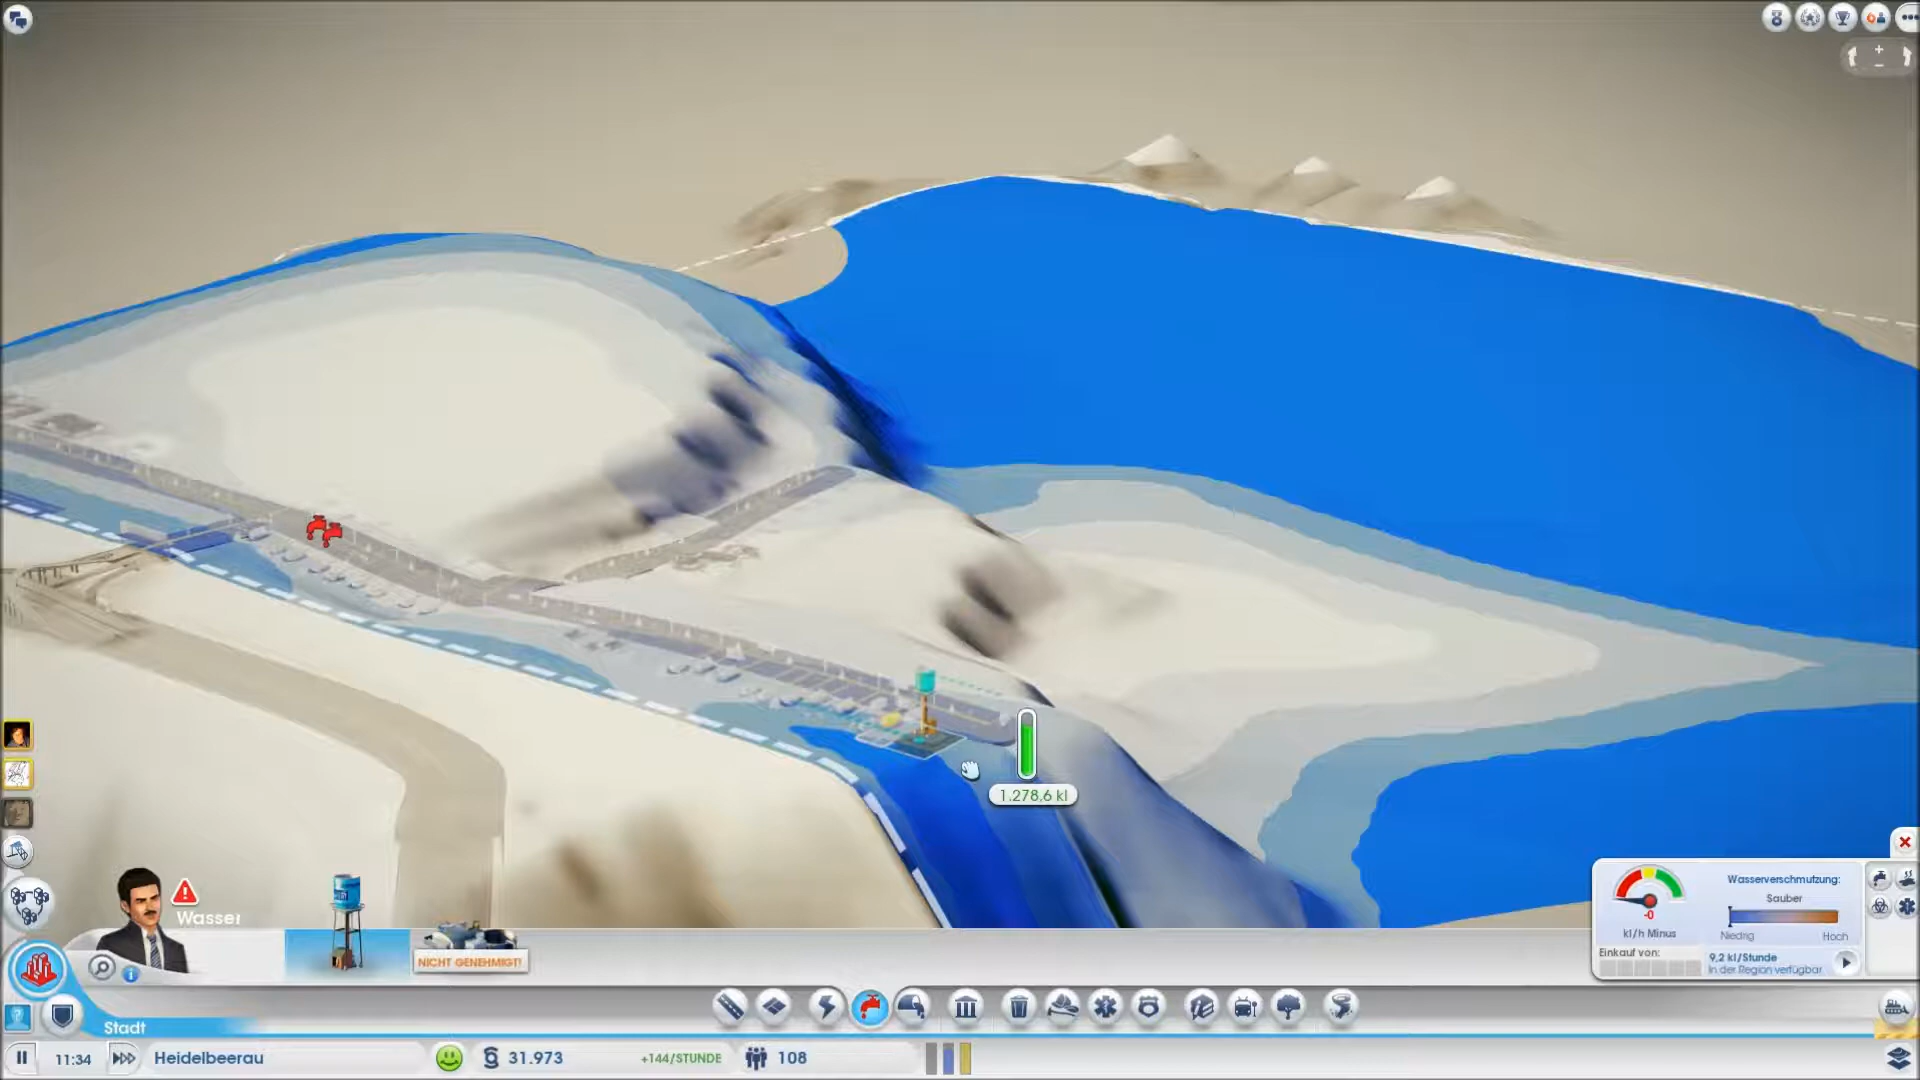 1.278,6 kl
Wasser
NICHT GENEHMIGT!
Wasserverschmutzung:
Sauber
-0
kl/h Minus
Niedrig
Hoch
Einkauf von:
9,2 kl/Stunde
In der Region verfügbar
Stadt
11:34
Heidelbeerau
31.973
+144/STUNDE
108